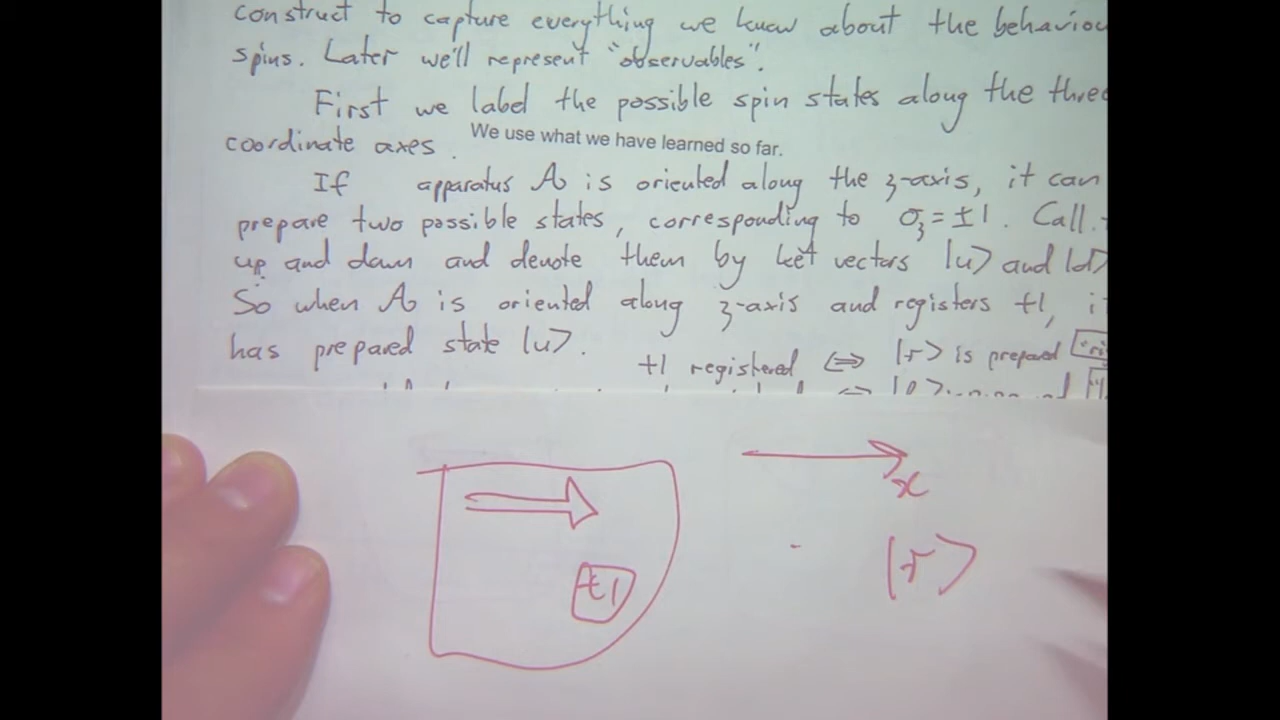 construct to capture everything we know about the behaviou
spins. Later we'll represent "observables".
First we label the possible spin states along the three
coordinate axes. We use what we have learned so far.
If apparatus A is oriented along the z-axis, it can
prepare two possible states, corresponding to σz=±1. Call
up and down and denote them by ket vectors |u> and |d>
So when A is oriented along z-axis and registers +1, i
has prepared state |u>.
+1 registered ⇔ |r> is prepared
x
|r>
+1